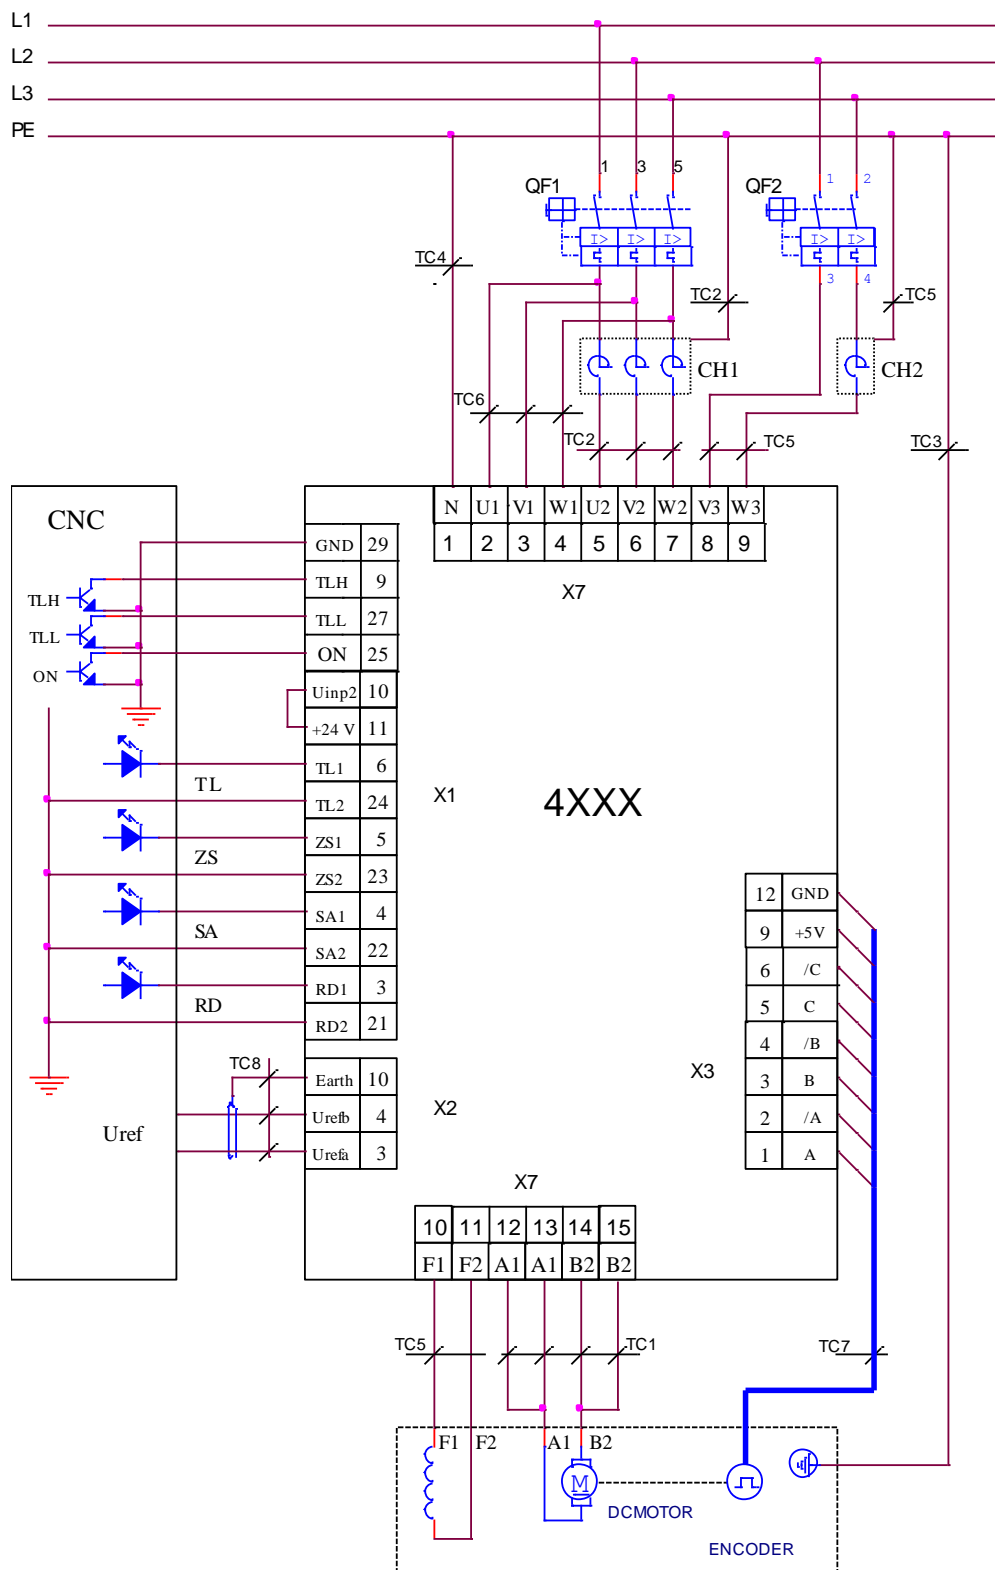 L1
L2
L3
PE
1 3 5
QF1
1 2
QF2
I> I> I>
I> I>
TC4
3 4
TC2
TC5
CH1
CH2
TC6
TC2
TC5
TC3
N U1 V1 W1 U2 V2 W2 V3 W3
1 2 3 4 5 6 7 8 9
X7
CNC
GND 29
TLH 9
TLH
TLL 27
TLL
ON 25
ON
Uinp2 10
+24 V 11
TL1 6
TL
TL2 24
X1
4XXX
ZS1 5
ZS
ZS2 23
SA1 4
SA
SA2 22
RD1 3
RD
RD2 21
12 GND
9 +5V
6 /C
5 C
4 /B
3 B
2 /A
1 A
X3
TC8
Earth 10
Urefb 4
Urefa 3
X2
Uref
X7
10 11 12 13 14 15
F1 F2 A1 A1 B2 B2
TC5
TC1
TC7
F1 F2 A1 B2
M
DCMOTOR
ENCODER